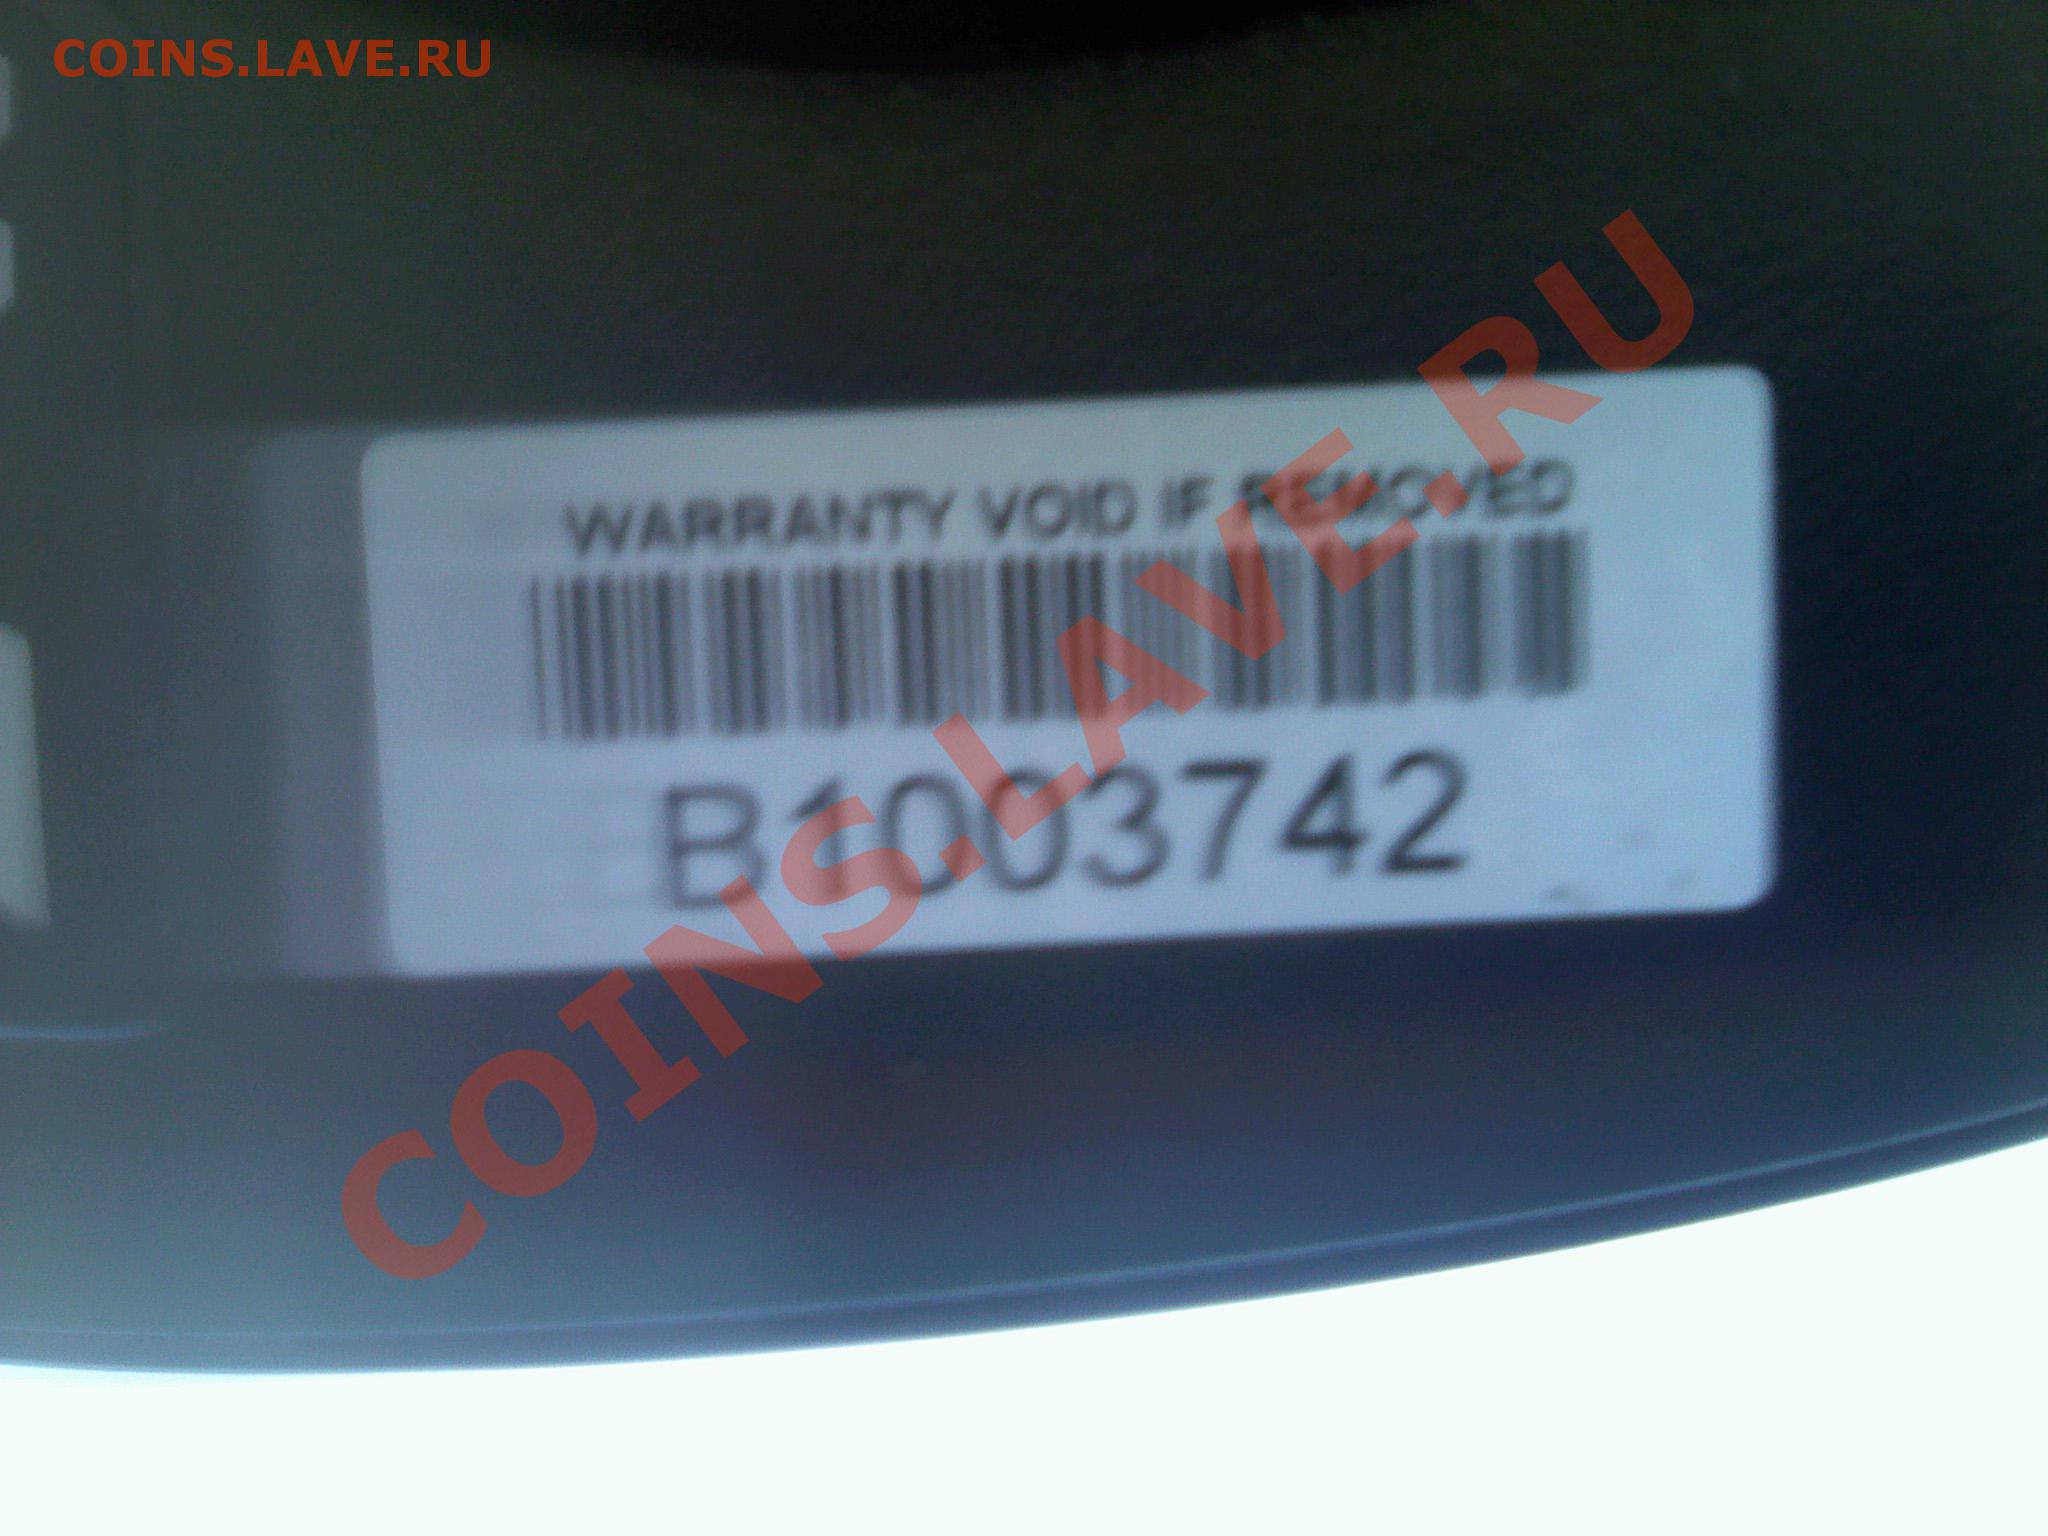 COINS.LAVE.RU
WARRANTY VOID IF REMOVED
B1003742
COINS.LAVE.RU